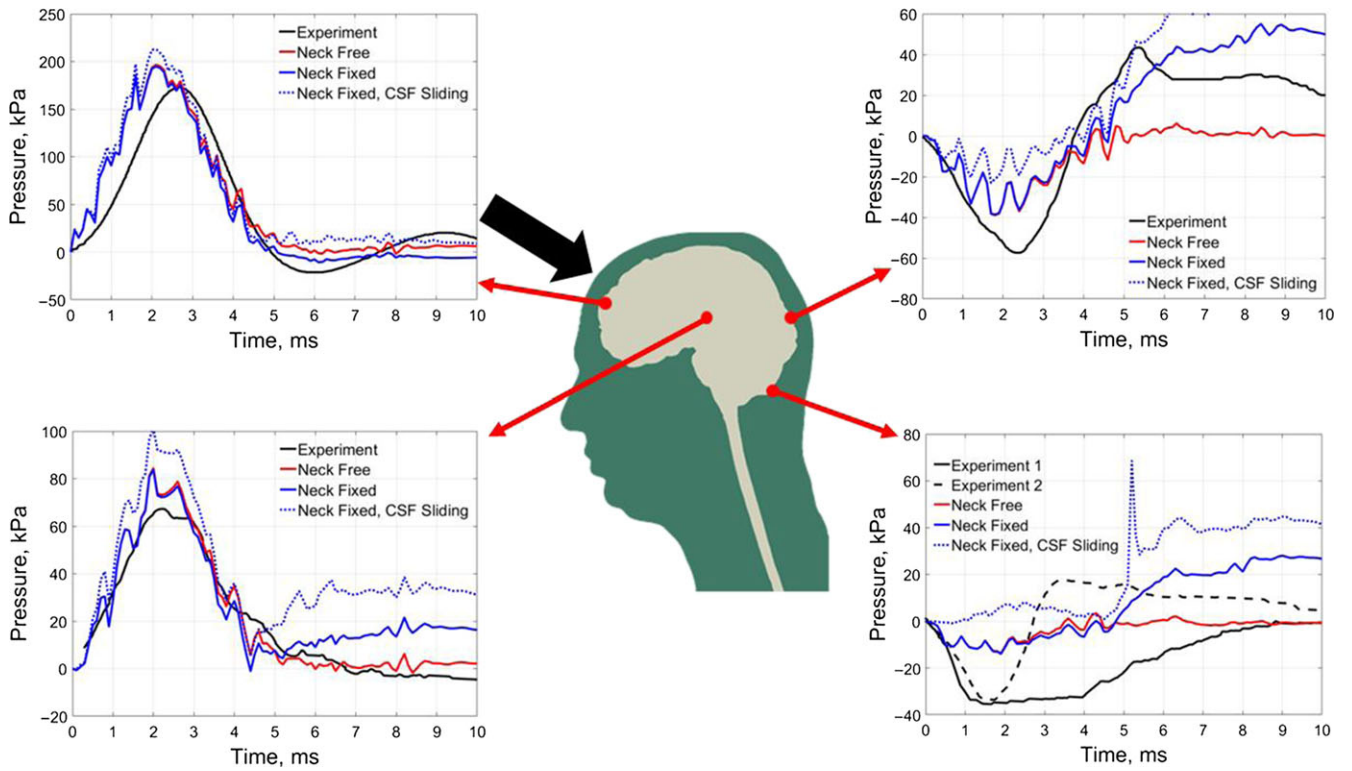 250
200
150
100
50
0
−50
Pressure, kPa
Experiment
Neck Free
Neck Fixed
Neck Fixed, CSF Sliding
0 1 2 3 4 5 6 7 8 9 10
Time, ms
60
40
20
0
−20
−40
−60
−80
Pressure, kPa
Experiment
Neck Free
Neck Fixed
Neck Fixed, CSF Sliding
0 1 2 3 4 5 6 7 8 9 10
Time, ms
100
80
60
40
20
0
−20
Pressure, kPa
Experiment
Neck Free
Neck Fixed
Neck Fixed, CSF Sliding
0 1 2 3 4 5 6 7 8 9 10
Time, ms
80
60
40
20
0
−20
−40
Pressure, kPa
Experiment 1
Experiment 2
Neck Free
Neck Fixed
Neck Fixed, CSF Sliding
0 1 2 3 4 5 6 7 8 9 10
Time, ms